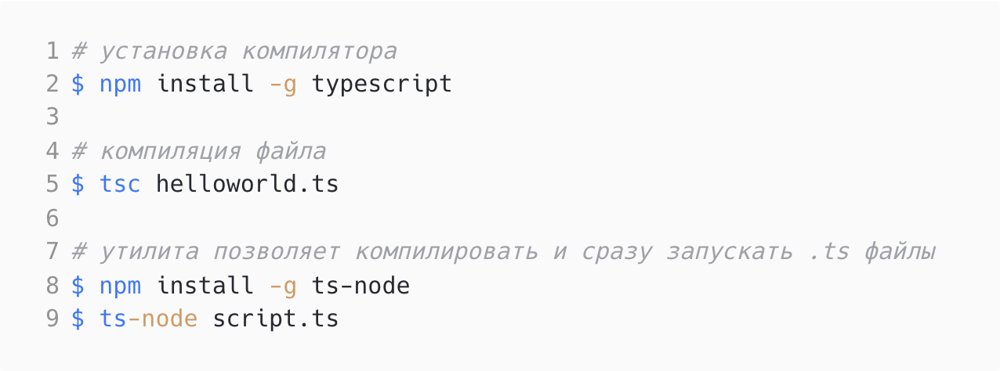 1 # установка компилятора
2 $ npm install -g typescript
3
4 # компиляция файла
5 $ tsc helloworld.ts
6
7 # утилита позволяет компилировать и сразу запускать .ts файлы
8 $ npm install -g ts-node
9 $ ts-node script.ts